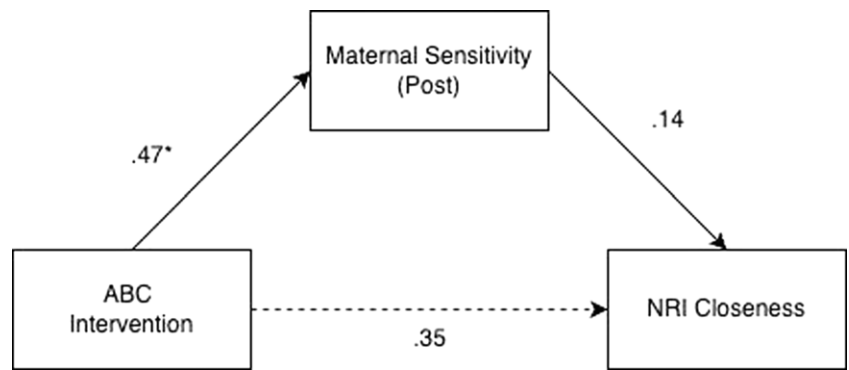 Maternal Sensitivity
(Post)
.47*
.14
ABC
Intervention
.35
NRI Closeness